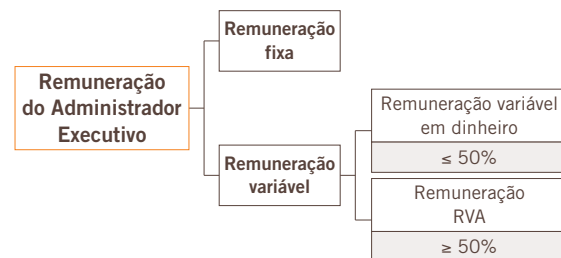 Remuneração
fixa
Remuneração
do Administrador
Executivo
Remuneração variável
em dinheiro
≤ 50%
Remuneração
variável
Remuneração
RVA
≥ 50%